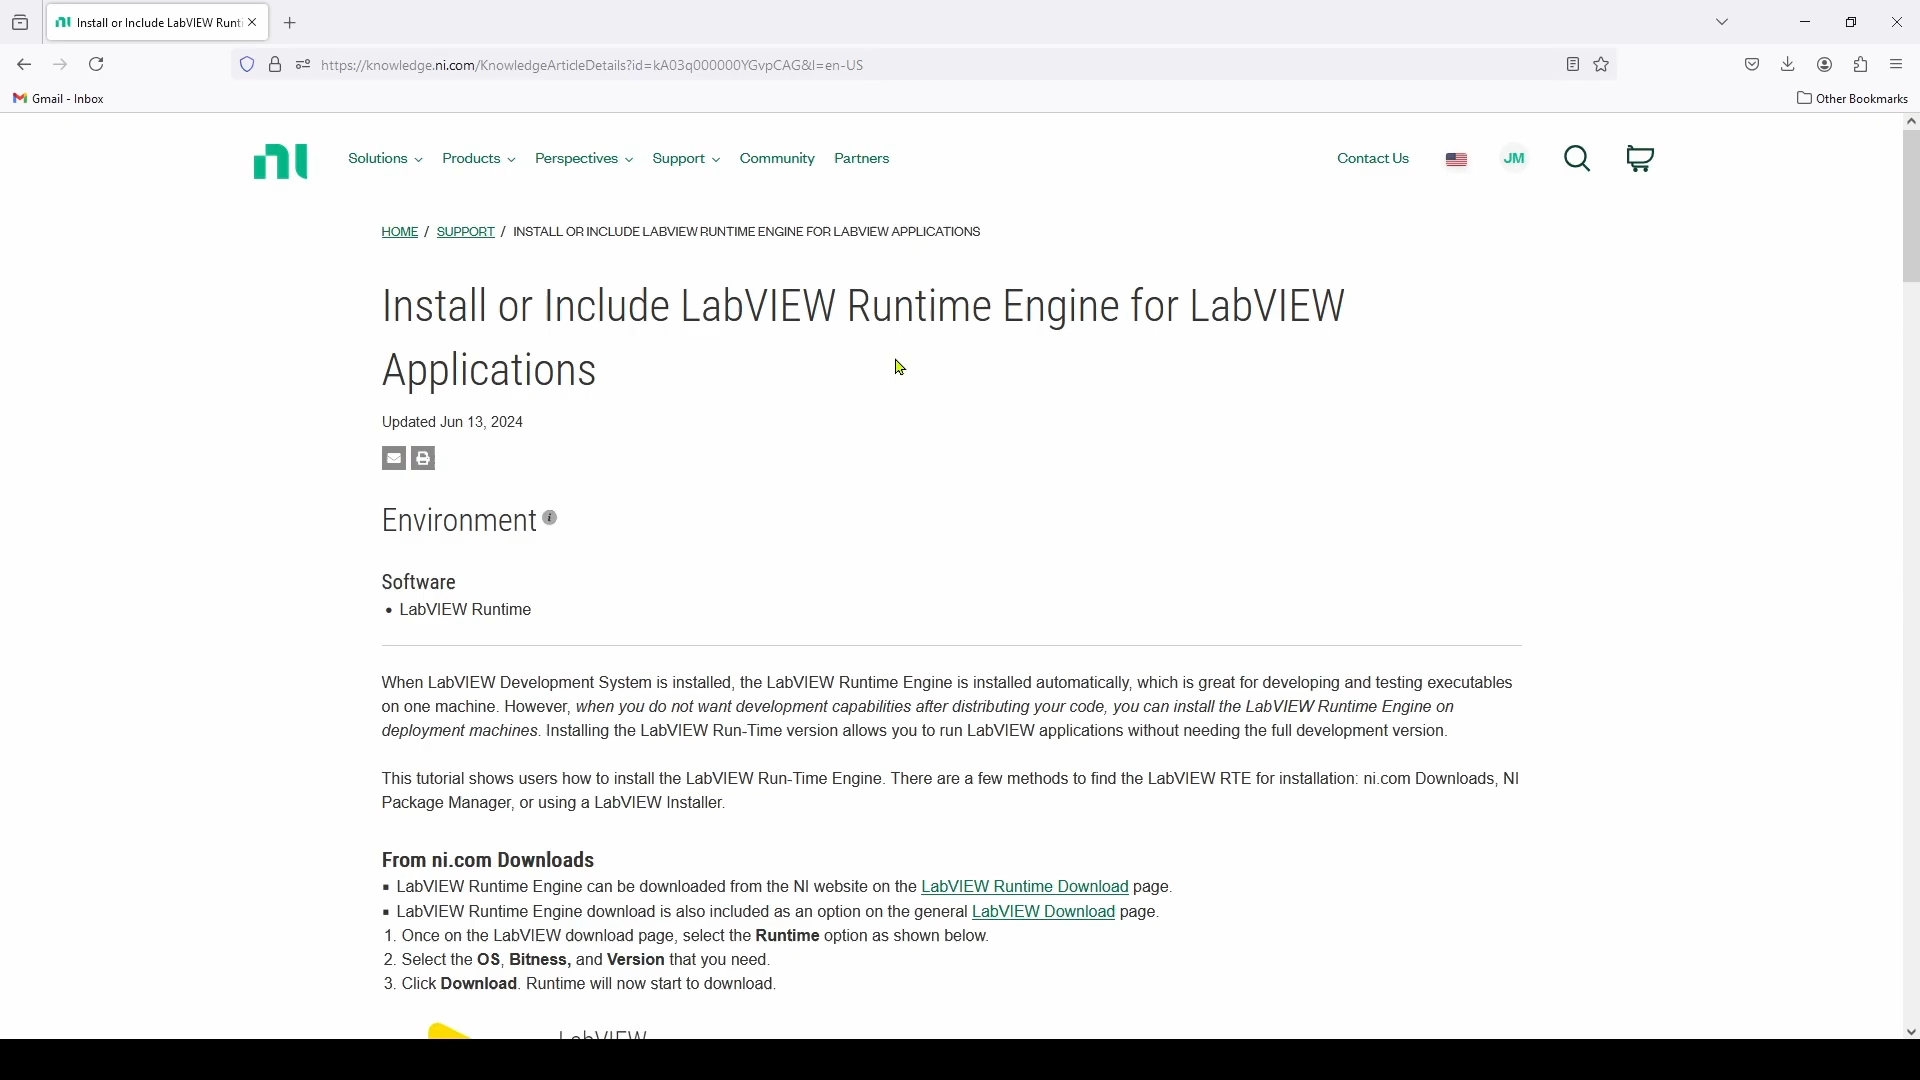 Install or Include LabVIEW Runti
https://knowledge.ni.com/KnowledgeArticleDetails?id=kA03q000000YGvpCAG&l=en-US
Gmail - Inbox
Other Bookmarks
ni
Solutions Products Perspectives Support Community Partners
Contact Us JM
HOME / SUPPORT / INSTALL OR INCLUDE LABVIEW RUNTIME ENGINE FOR LABVIEW APPLICATIONS
Install or Include LabVIEW Runtime Engine for LabVIEW
Applications
Updated Jun 13, 2024
Environment i
Software
• LabVIEW Runtime
When LabVIEW Development System is installed, the LabVIEW Runtime Engine is installed automatically, which is great for developing and testing executables
on one machine. However, when you do not want development capabilities after distributing your code, you can install the LabVIEW Runtime Engine on
deployment machines. Installing the LabVIEW Run-Time version allows you to run LabVIEW applications without needing the full development version.
This tutorial shows users how to install the LabVIEW Run-Time Engine. There are a few methods to find the LabVIEW RTE for installation: ni.com Downloads, NI
Package Manager, or using a LabVIEW Installer.
From ni.com Downloads
▪ LabVIEW Runtime Engine can be downloaded from the NI website on the LabVIEW Runtime Download page.
▪ LabVIEW Runtime Engine download is also included as an option on the general LabVIEW Download page.
1. Once on the LabVIEW download page, select the Runtime option as shown below.
2. Select the OS, Bitness, and Version that you need.
3. Click Download. Runtime will now start to download.
LabVIEW